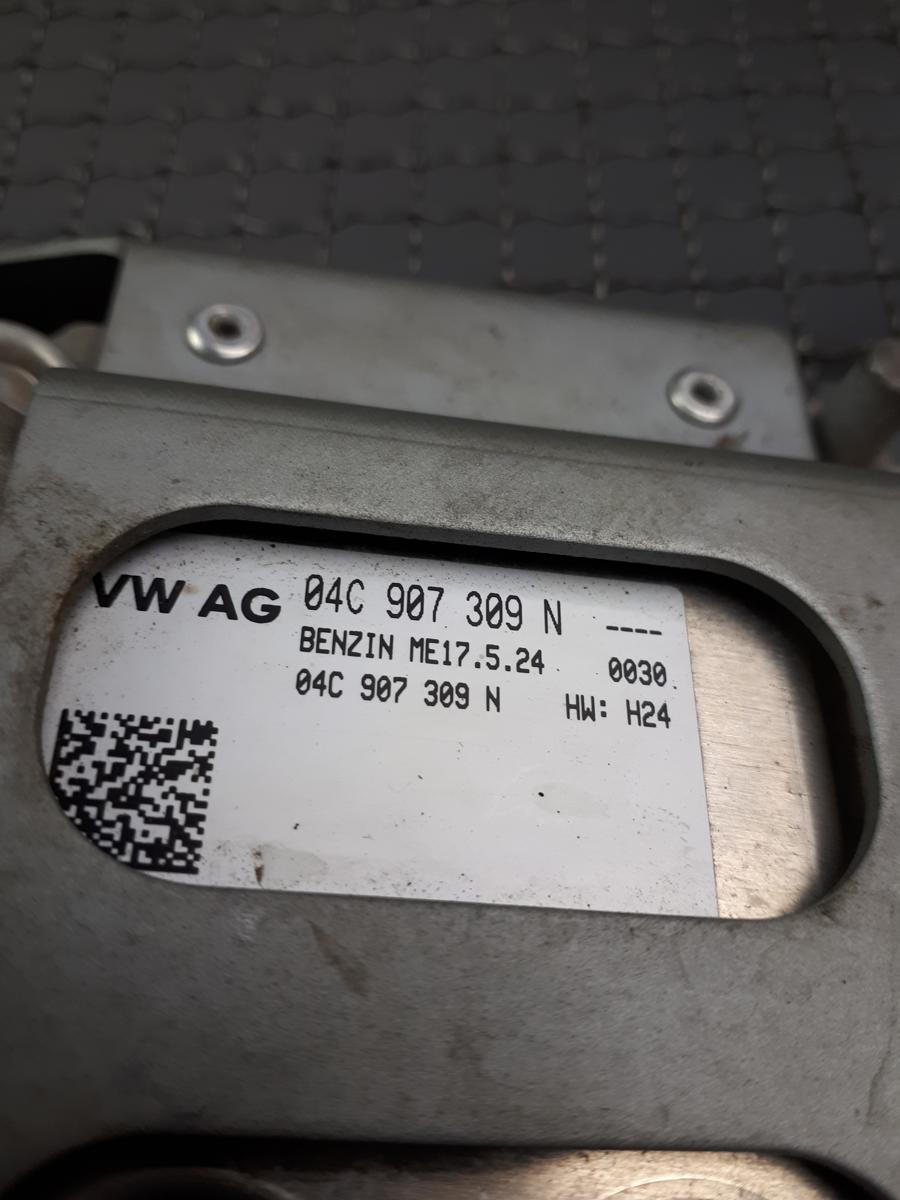 VW AG 04C 907 309 N ----
BENZIN ME17.5.24 0030
04C 907 309 N HW: H24